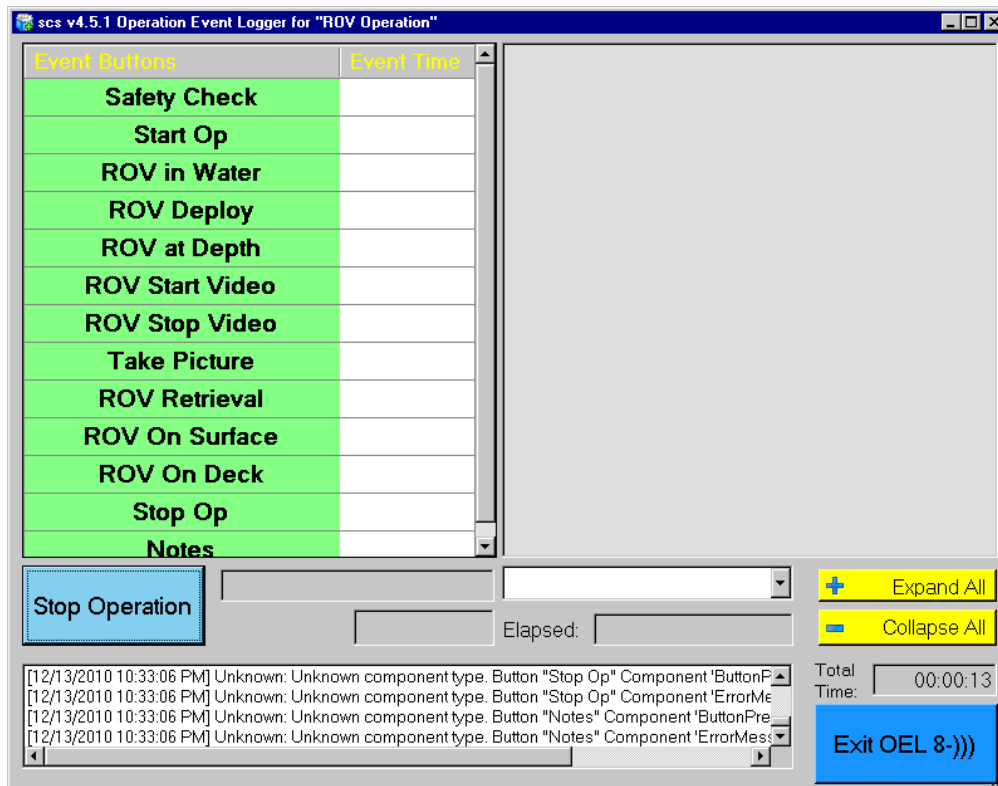 scs v4.5.1 Operation Event Logger for "ROV Operation"
Event Buttons Event Time
Safety Check
Start Op
ROV in Water
ROV Deploy
ROV at Depth
ROV Start Video
ROV Stop Video
Take Picture
ROV Retrieval
ROV On Surface
ROV On Deck
Stop Op
Notes
Stop Operation
Expand All
Elapsed:
Collapse All
[12/13/2010 10:33:06 PM] Unknown: Unknown component type. Button "Stop Op" Component 'ButtonP
[12/13/2010 10:33:06 PM] Unknown: Unknown component type. Button "Stop Op" Component 'ErrorMe
[12/13/2010 10:33:06 PM] Unknown: Unknown component type. Button "Notes" Component 'ButtonPre
[12/13/2010 10:33:06 PM] Unknown: Unknown component type. Button "Notes" Component 'ErrorMess
Total
Time:
00:00:13
Exit OEL 8-)))